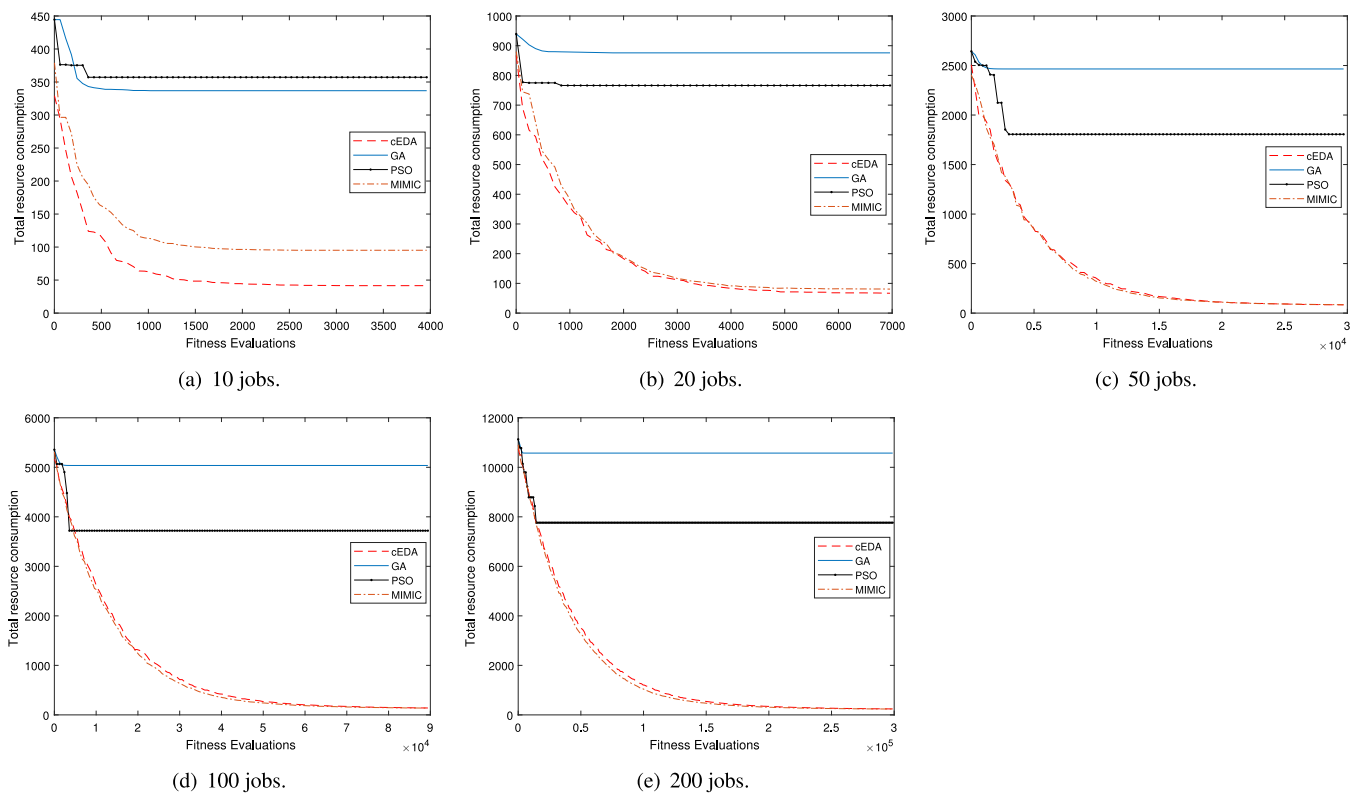 450
400
350
300
250
200
150
100
50
0
Total resource consumption
cEDA
GA
PSO
MIMIC
0 500 1000 1500 2000 2500 3000 3500 4000
Fitness Evaluations
(a) 10 jobs.
1000
900
800
700
600
500
400
300
200
100
0
Total resource consumption
cEDA
GA
PSO
MIMIC
0 1000 2000 3000 4000 5000 6000 7000
Fitness Evaluations
(b) 20 jobs.
3000
2500
2000
1500
1000
500
0
Total resource consumption
cEDA
GA
PSO
MIMIC
0 0.5 1 1.5 2 2.5 3
Fitness Evaluations
×10⁴
(c) 50 jobs.
6000
5000
4000
3000
2000
1000
0
Total resource consumption
cEDA
GA
PSO
MIMIC
0 1 2 3 4 5 6 7 8 9
Fitness Evaluations
×10⁴
(d) 100 jobs.
12000
10000
8000
6000
4000
2000
0
Total resource consumption
cEDA
GA
PSO
MIMIC
0 0.5 1 1.5 2 2.5 3
Fitness Evaluations
×10⁵
(e) 200 jobs.